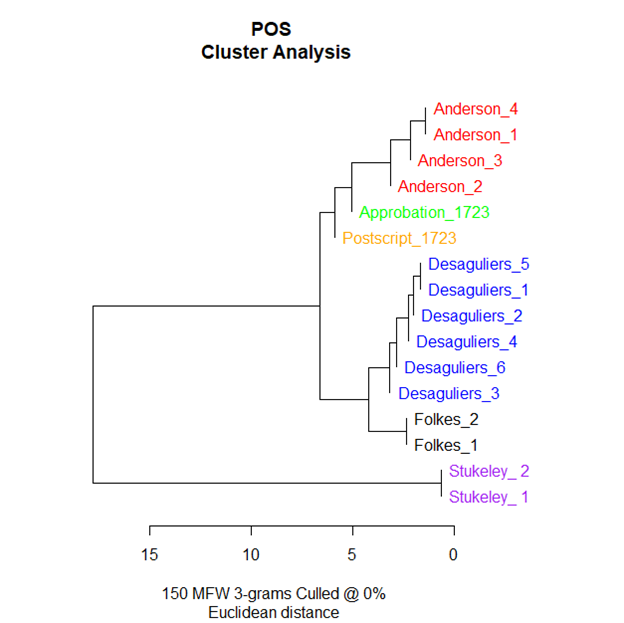 POS
Cluster Analysis
Anderson_4
Anderson_1
Anderson_3
Anderson_2
Approbation_1723
Postscript_1723
Desaguliers_5
Desaguliers_1
Desaguliers_2
Desaguliers_4
Desaguliers_6
Desaguliers_3
Folkes_2
Folkes_1
Stukeley_ 2
Stukeley_ 1
15 10 5 0
150 MFW 3-grams Culled @ 0%
Euclidean distance